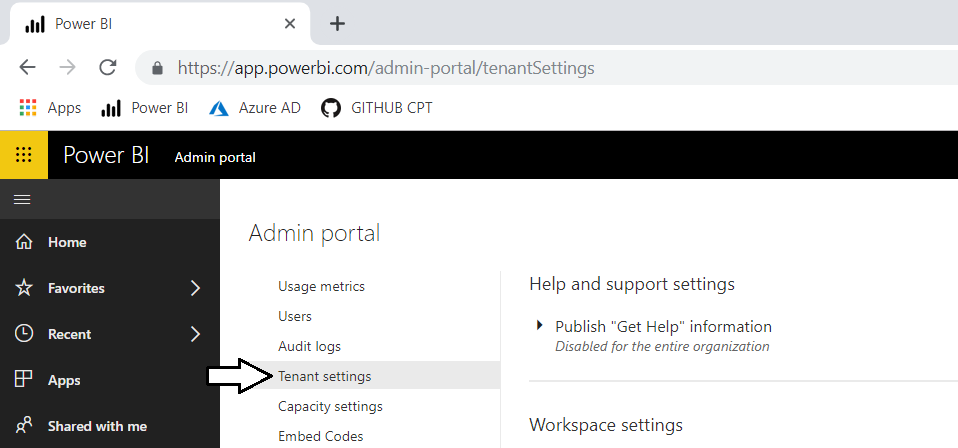 Power BI
https://app.powerbi.com/admin-portal/tenantSettings
Apps Power BI Azure AD GITHUB CPT
Power BI Admin portal
Home
Favorites
Recent
Apps
Shared with me
Admin portal
Usage metrics
Users
Audit logs
Tenant settings
Capacity settings
Embed Codes
Help and support settings
Publish "Get Help" information
Disabled for the entire organization
Workspace settings